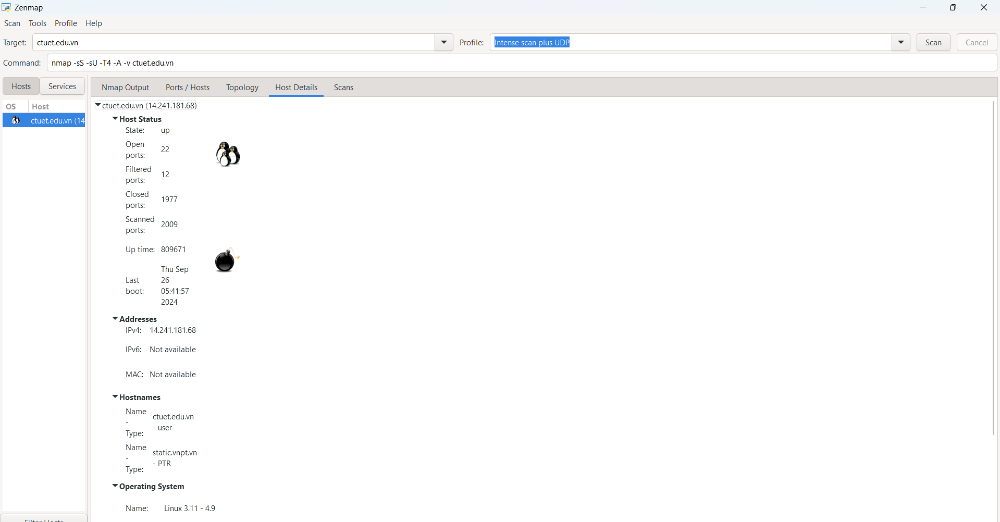 Zenmap
Scan Tools Profile Help
Target: ctuet.edu.vn Profile: Intense scan plus UDP Scan Cancel
Command: nmap -sS -sU -T4 -A -v ctuet.edu.vn
Hosts Services
Nmap Output Ports / Hosts Topology Host Details Scans
OS Host
ctuet.edu.vn (14
ctuet.edu.vn (14.241.181.68)
Host Status
State: up
Open
ports:
22
Filtered
ports:
12
Closed
ports:
1977
Scanned
ports:
2009
Up time: 809671
Last
boot:
Thu Sep
26
05:41:57
2024
Addresses
IPv4: 14.241.181.68
IPv6: Not available
MAC: Not available
Hostnames
Name
-
Type:
ctuet.edu.vn
- user
Name
-
Type:
static.vnpt.vn
- PTR
Operating System
Name: Linux 3.11 - 4.9
Filter Hosts